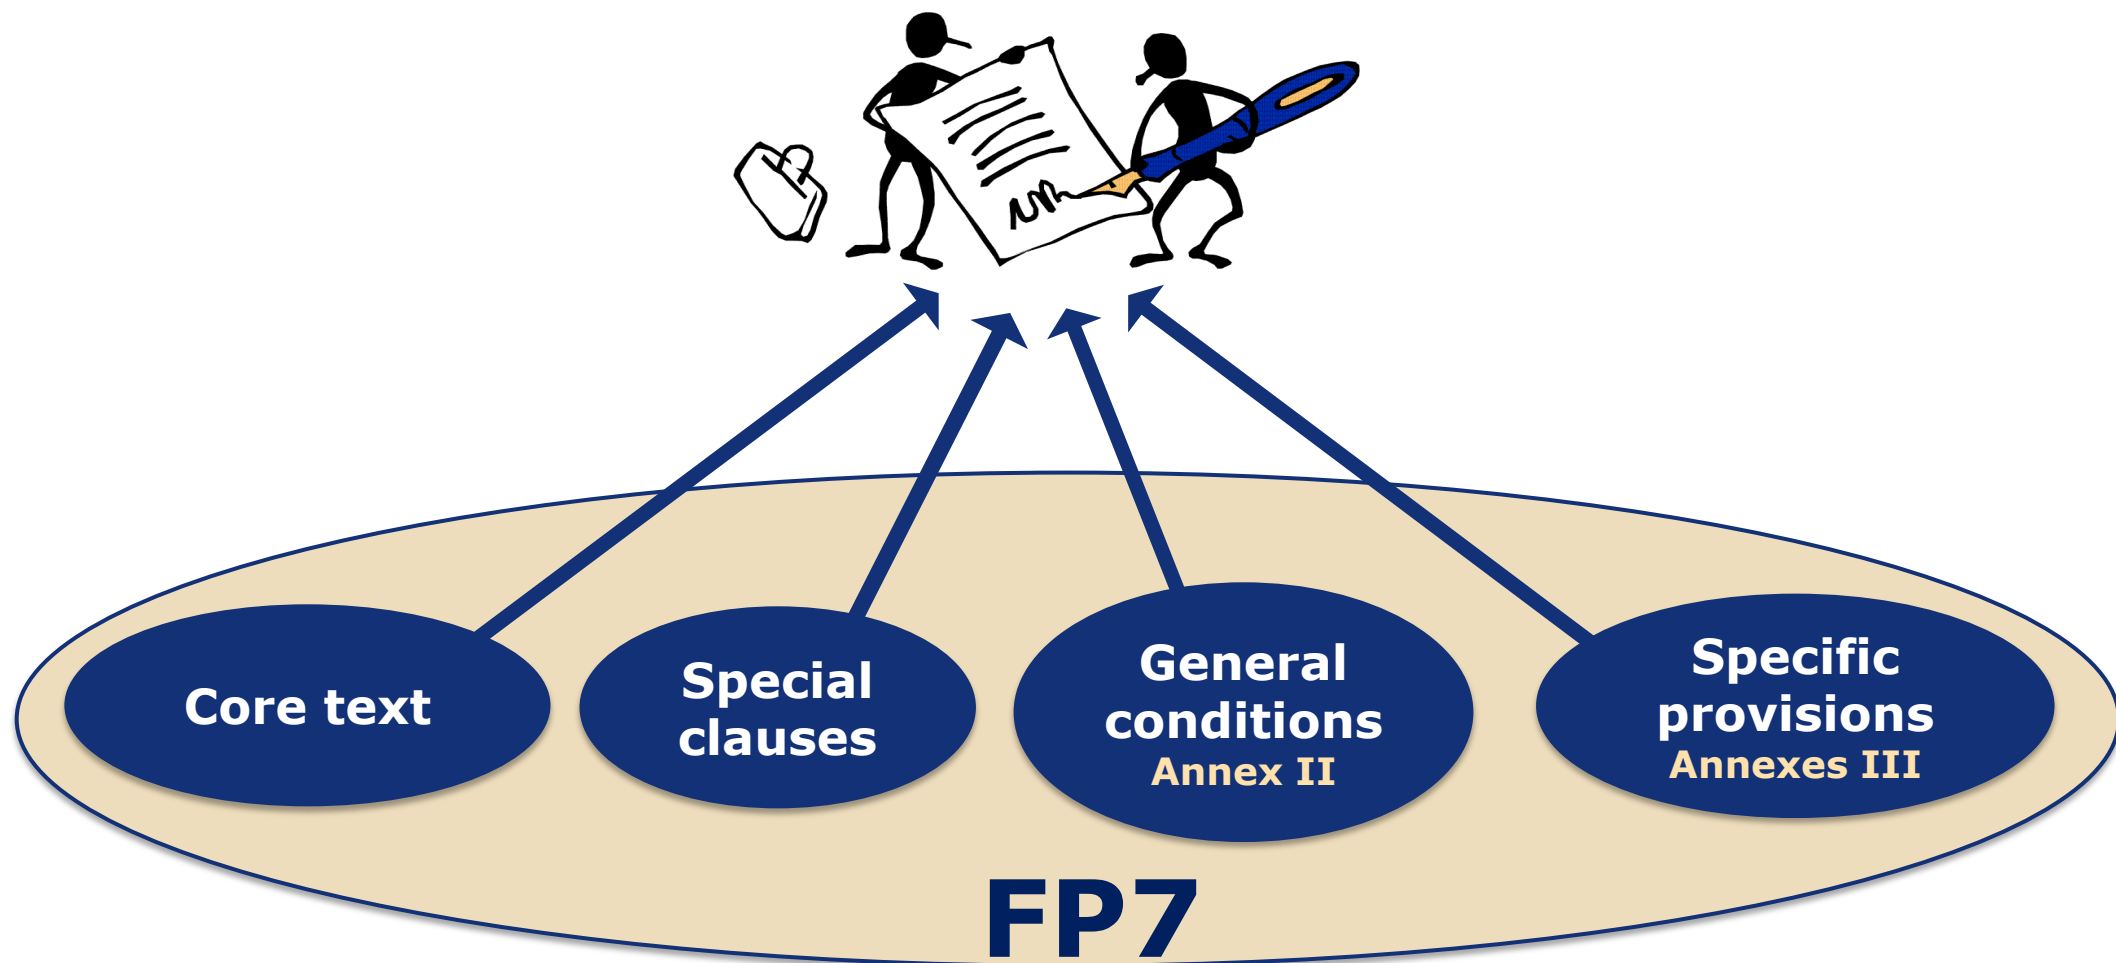 Core text
Special
clauses
General
conditions
Annex II
Specific
provisions
Annexes III
FP7